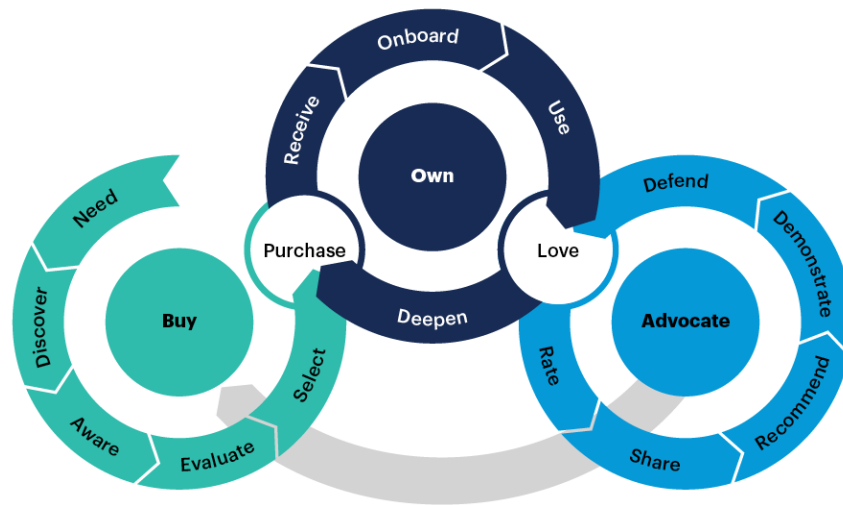 Need
Discover
Aware
Evaluate
Select
Buy
Purchase
Receive
Onboard
Use
Own
Love
Deepen
Rate
Share
Recommend
Demonstrate
Defend
Advocate